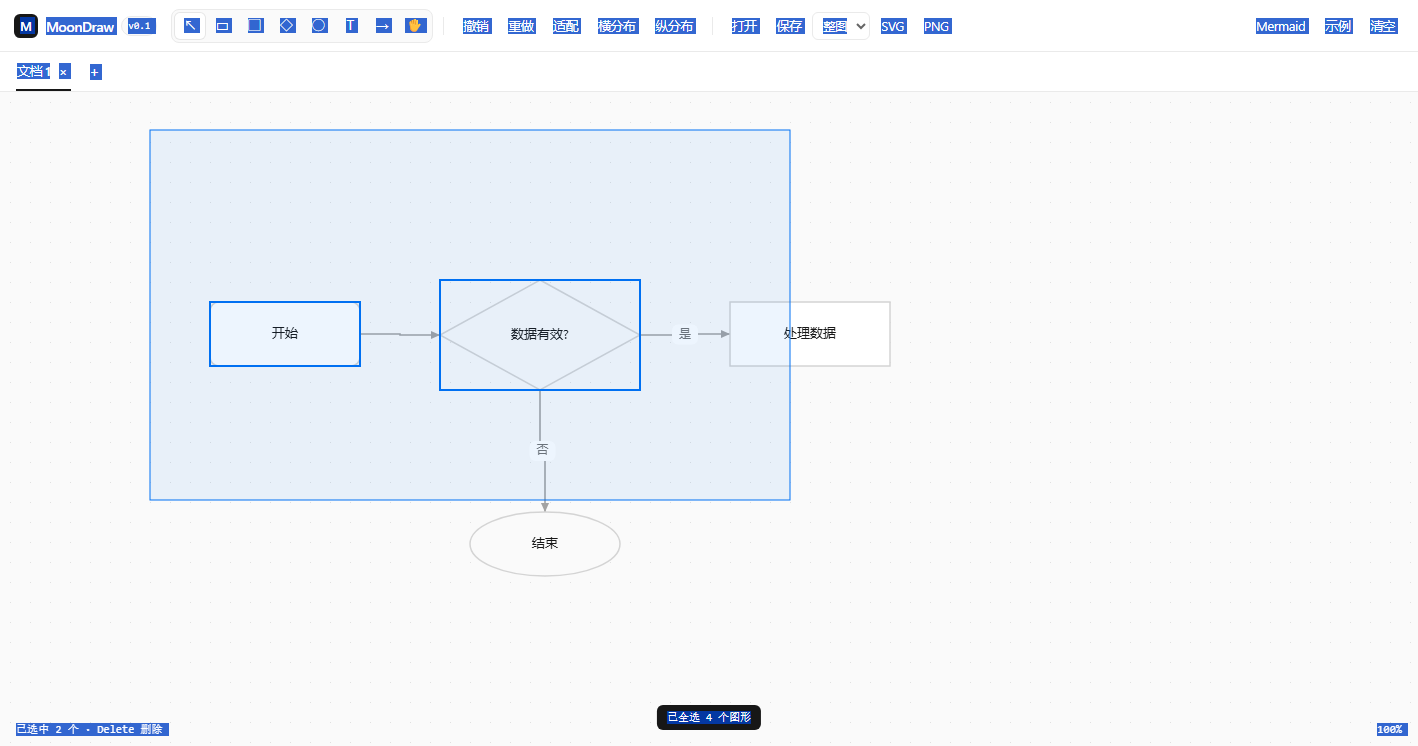 M MoonDraw v0.1 T 撤销 重做 适配 横分布 纵分布 打开 保存 整图 SVG PNG Mermaid 示例 清空
文档 1 × +
开始
数据有效?
是
处理数据
否
结束
已全选 4 个图形
已选中 2 个 · Delete 删除
100%